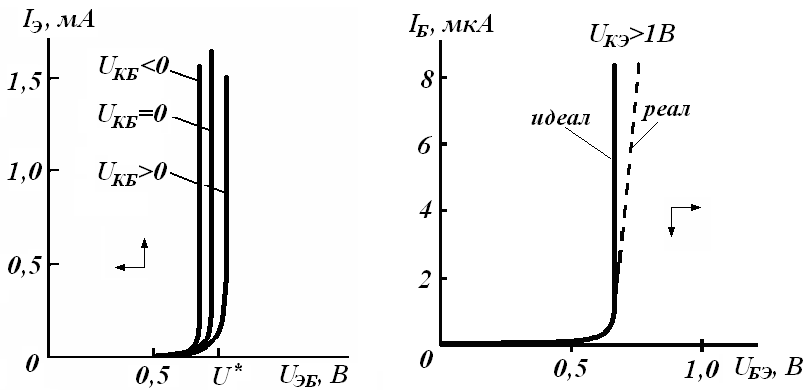 Iэ, мА
1,5
1,0
0,5
0
UКБ<0
UКБ=0
UКБ>0
0,5
U*
UЭБ, В
IБ, мкА
8
6
4
2
0
UКЭ>1В
идеал
реал
0,5
1,0
UБЭ, В